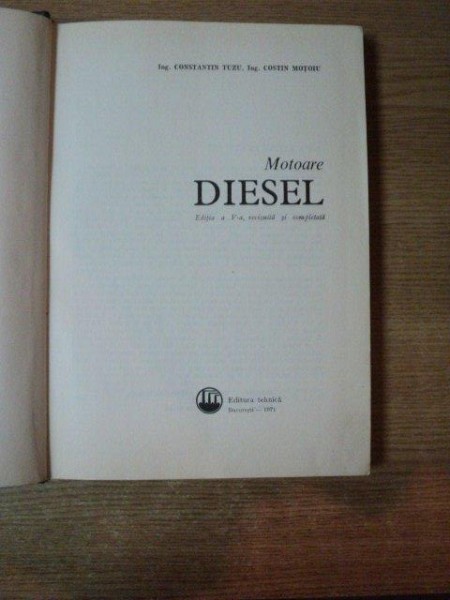 Ing. CONSTANTIN TUZU, Ing. COSTIN MOȚOIU
Motoare
DIESEL
Ediția a V-a, revizuită și completată
Editura tehnică
București — 1971